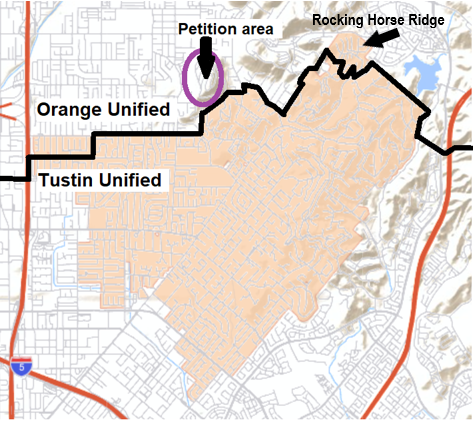 Rocking Horse Ridge
Petition area
Orange Unified
Tustin Unified
5